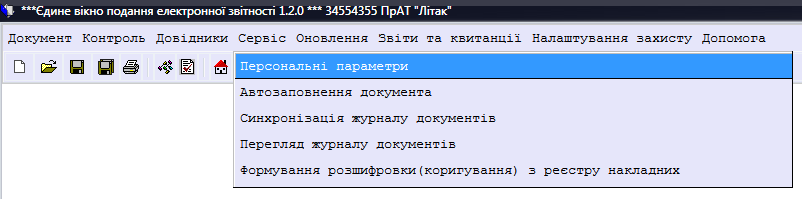 ***Єдине вікно подання електронної звітності 1.2.0 *** 34554355 ПрАТ "Літак"
Документ Контроль Довідники Сервіс Оновлення Звіти та квитанції Налаштування захисту Допомога
Персональні параметри
Автозаповнення документа
Синхронізація журналу документів
Перегляд журналу документів
Формування розшифровки(коригування) з реєстру накладних